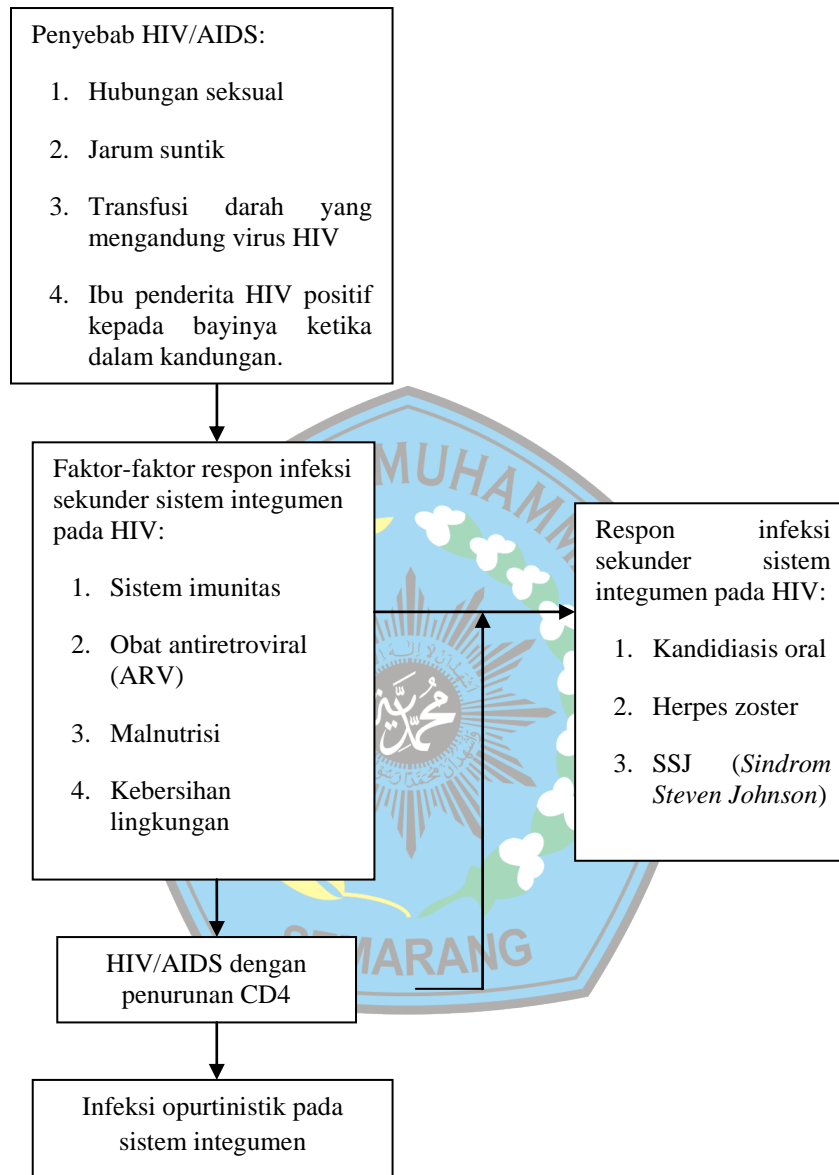 Penyebab HIV/AIDS:
1. Hubungan seksual
2. Jarum suntik
3. Transfusi darah yang
mengandung virus HIV
4. Ibu penderita HIV positif
kepada bayinya ketika
dalam kandungan.
MUHAMM
Faktor-faktor respon infeksi
sekunder sistem integumen
pada HIV:
1. Sistem imunitas
2. Obat antiretroviral
(ARV)
3. Malnutrisi
4. Kebersihan
lingkungan
Respon infeksi
sekunder sistem
integumen pada HIV:
1. Kandidiasis oral
2. Herpes zoster
3. SSJ (Sindrom
Steven Johnson)
SEMARANG
HIV/AIDS dengan
penurunan CD4
Infeksi opurtinistik pada
sistem integumen